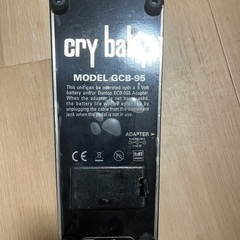 cry baby
MODEL GCB-95
This unit can be operated with a 9 Volt
battery and/or Dunlop ECB-003 Adapter.
When the adapter is not being used,
the battery life will be extended by
unplugging the cable from the instrument
jack when the pedal is not in use.
ADAPTER
CE